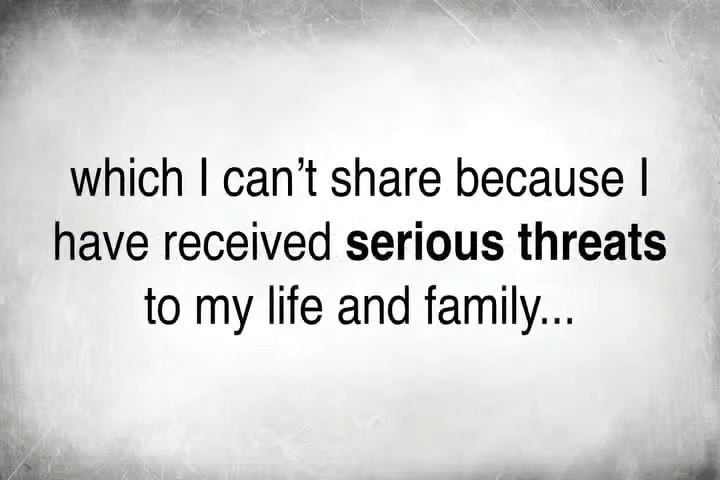 which I can’t share because I
have received serious threats
to my life and family...